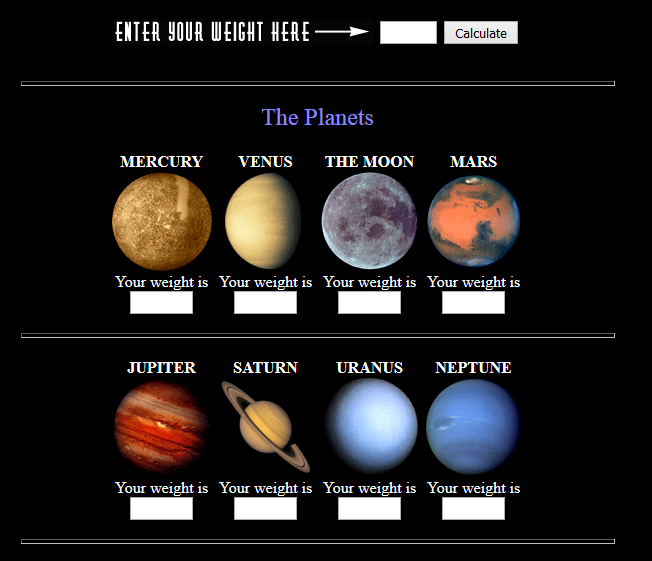 ENTER YOUR WEIGHT HERE
Calculate
The Planets
MERCURY VENUS THE MOON MARS
Your weight is Your weight is Your weight is Your weight is
JUPITER SATURN URANUS NEPTUNE
Your weight is Your weight is Your weight is Your weight is